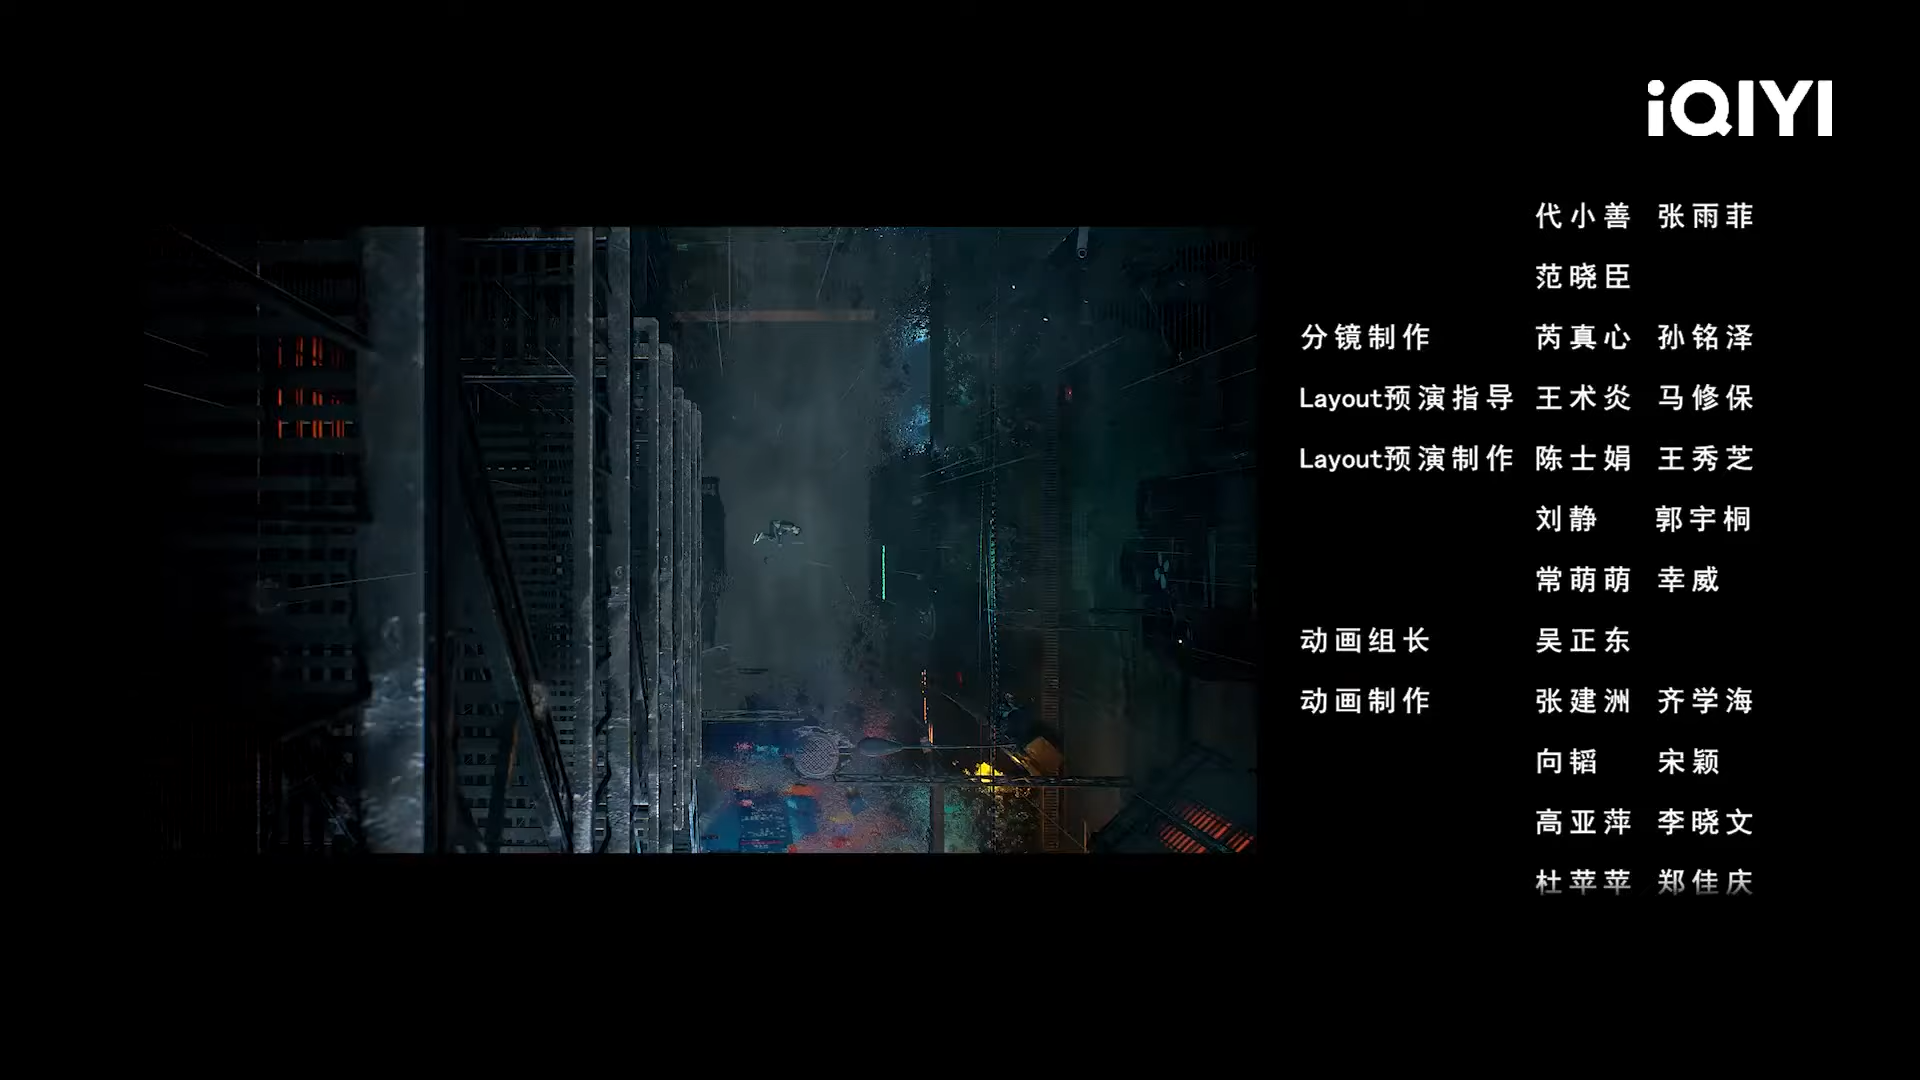 iQIYI
代小善 张雨菲
范晓臣
分镜制作 芮真心 孙铭泽
Layout预演指导 王术炎 马修保
Layout预演制作 陈士娟 王秀芝
刘静 郭宇桐
常萌萌 幸威
动画组长 吴正东
动画制作 张建洲 齐学海
向韬 宋颖
高亚萍 李晓文
杜苹苹 郑佳庆